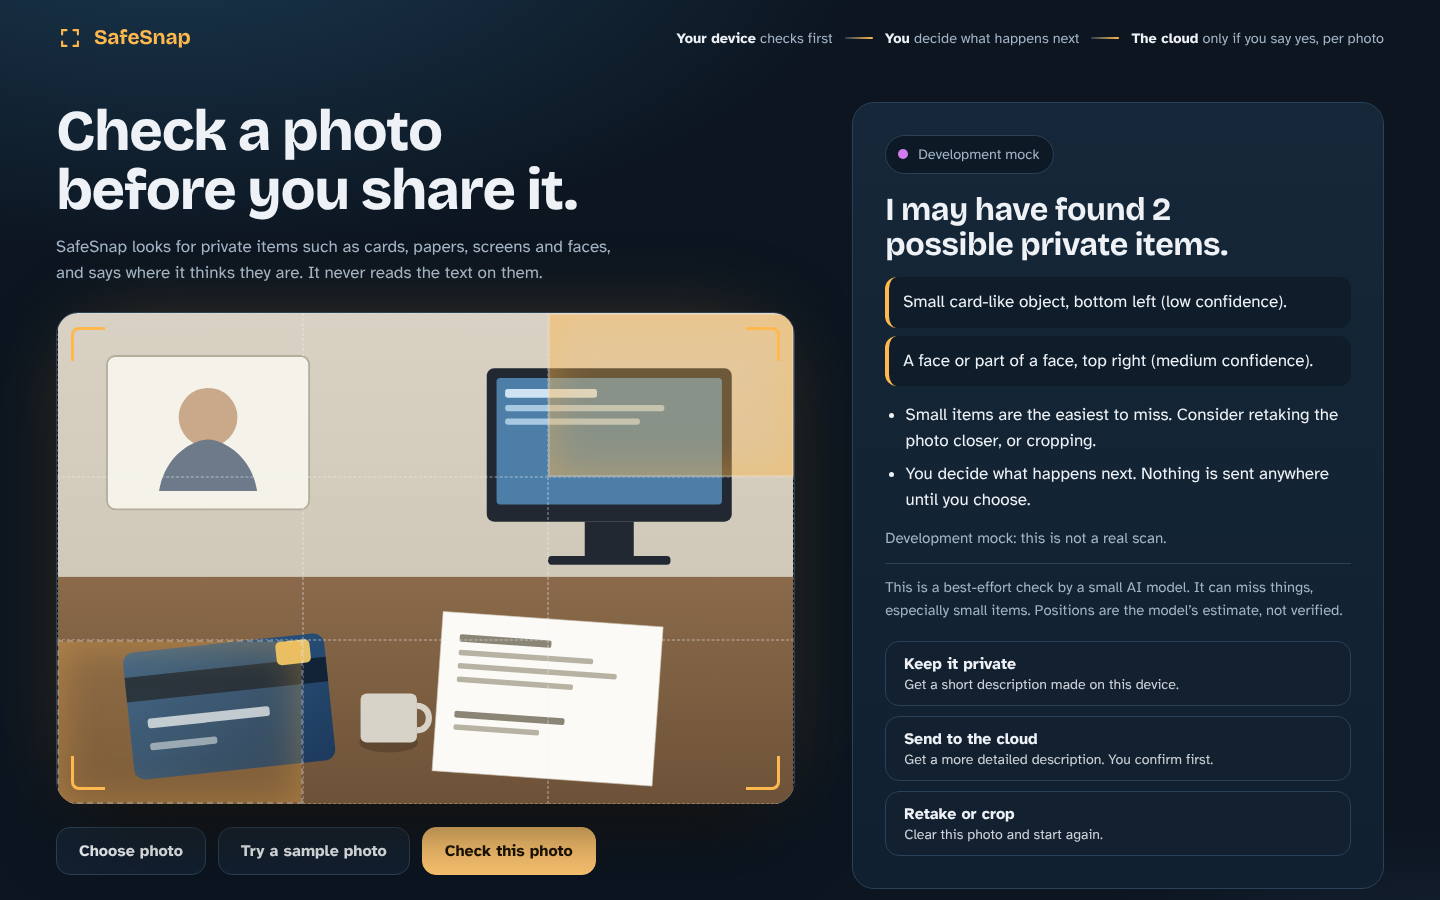 SafeSnap
Your device checks first — You decide what happens next — The cloud only if you say yes, per photo
Check a photo
before you share it.
SafeSnap looks for private items such as cards, papers, screens and faces,
and says where it thinks they are. It never reads the text on them.
Choose photo
Try a sample photo
Check this photo
Development mock
I may have found 2
possible private items.
Small card-like object, bottom left (low confidence).
A face or part of a face, top right (medium confidence).
• Small items are the easiest to miss. Consider retaking the
photo closer, or cropping.
• You decide what happens next. Nothing is sent anywhere
until you choose.
Development mock: this is not a real scan.
This is a best-effort check by a small AI model. It can miss things,
especially small items. Positions are the model’s estimate, not verified.
Keep it private
Get a short description made on this device.
Send to the cloud
Get a more detailed description. You confirm first.
Retake or crop
Clear this photo and start again.